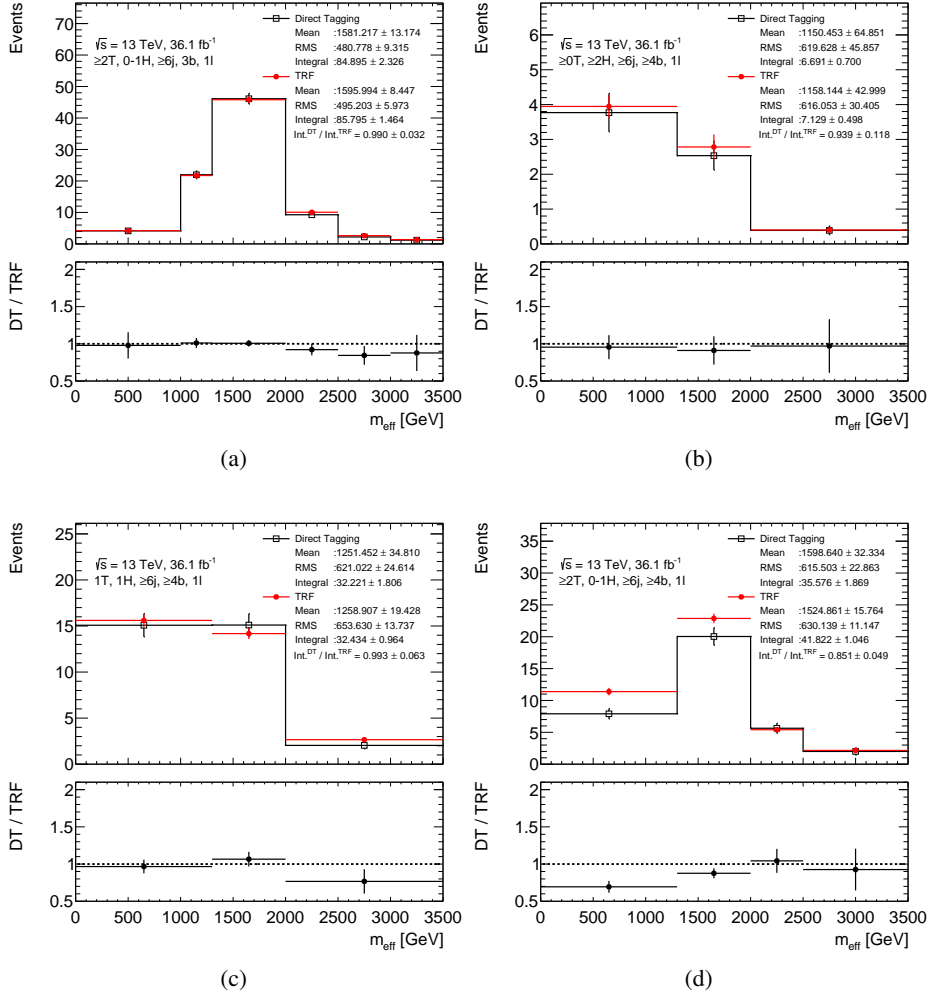 Events
70
60
50
40
30
20
10
0
√s = 13 TeV, 36.1 fb⁻¹
≥2T, 0-1H, ≥6j, 3b, 1l
Direct Tagging
Mean :1581.217 ± 13.174
RMS :480.778 ± 9.315
Integral :84.895 ± 2.326
TRF
Mean :1595.994 ± 8.447
RMS :495.203 ± 5.973
Integral :85.795 ± 1.464
Int.ᴰᵀ / Int.ᵀᴿᶠ = 0.990 ± 0.032
DT / TRF
2
1.5
1
0.5
0 500 1000 1500 2000 2500 3000 3500
m_eff [GeV]
(a)
Events
6
5
4
3
2
1
0
√s = 13 TeV, 36.1 fb⁻¹
≥0T, ≥2H, ≥6j, ≥4b, 1l
Direct Tagging
Mean :1150.453 ± 64.851
RMS :619.628 ± 45.857
Integral :6.691 ± 0.700
TRF
Mean :1158.144 ± 42.999
RMS :616.053 ± 30.405
Integral :7.129 ± 0.498
Int.ᴰᵀ / Int.ᵀᴿᶠ = 0.939 ± 0.118
DT / TRF
2
1.5
1
0.5
0 500 1000 1500 2000 2500 3000 3500
m_eff [GeV]
(b)
Events
25
20
15
10
5
0
√s = 13 TeV, 36.1 fb⁻¹
1T, 1H, ≥6j, ≥4b, 1l
Direct Tagging
Mean :1251.452 ± 34.810
RMS :621.022 ± 24.614
Integral :32.221 ± 1.806
TRF
Mean :1258.907 ± 19.428
RMS :653.630 ± 13.737
Integral :32.434 ± 0.964
Int.ᴰᵀ / Int.ᵀᴿᶠ = 0.993 ± 0.063
DT / TRF
2
1.5
1
0.5
0 500 1000 1500 2000 2500 3000 3500
m_eff [GeV]
(c)
Events
35
30
25
20
15
10
5
0
√s = 13 TeV, 36.1 fb⁻¹
≥2T, 0-1H, ≥6j, ≥4b, 1l
Direct Tagging
Mean :1598.640 ± 32.334
RMS :615.503 ± 22.863
Integral :35.576 ± 1.869
TRF
Mean :1524.861 ± 15.764
RMS :630.139 ± 11.147
Integral :41.822 ± 1.046
Int.ᴰᵀ / Int.ᵀᴿᶠ = 0.851 ± 0.049
DT / TRF
2
1.5
1
0.5
0 500 1000 1500 2000 2500 3000 3500
m_eff [GeV]
(d)